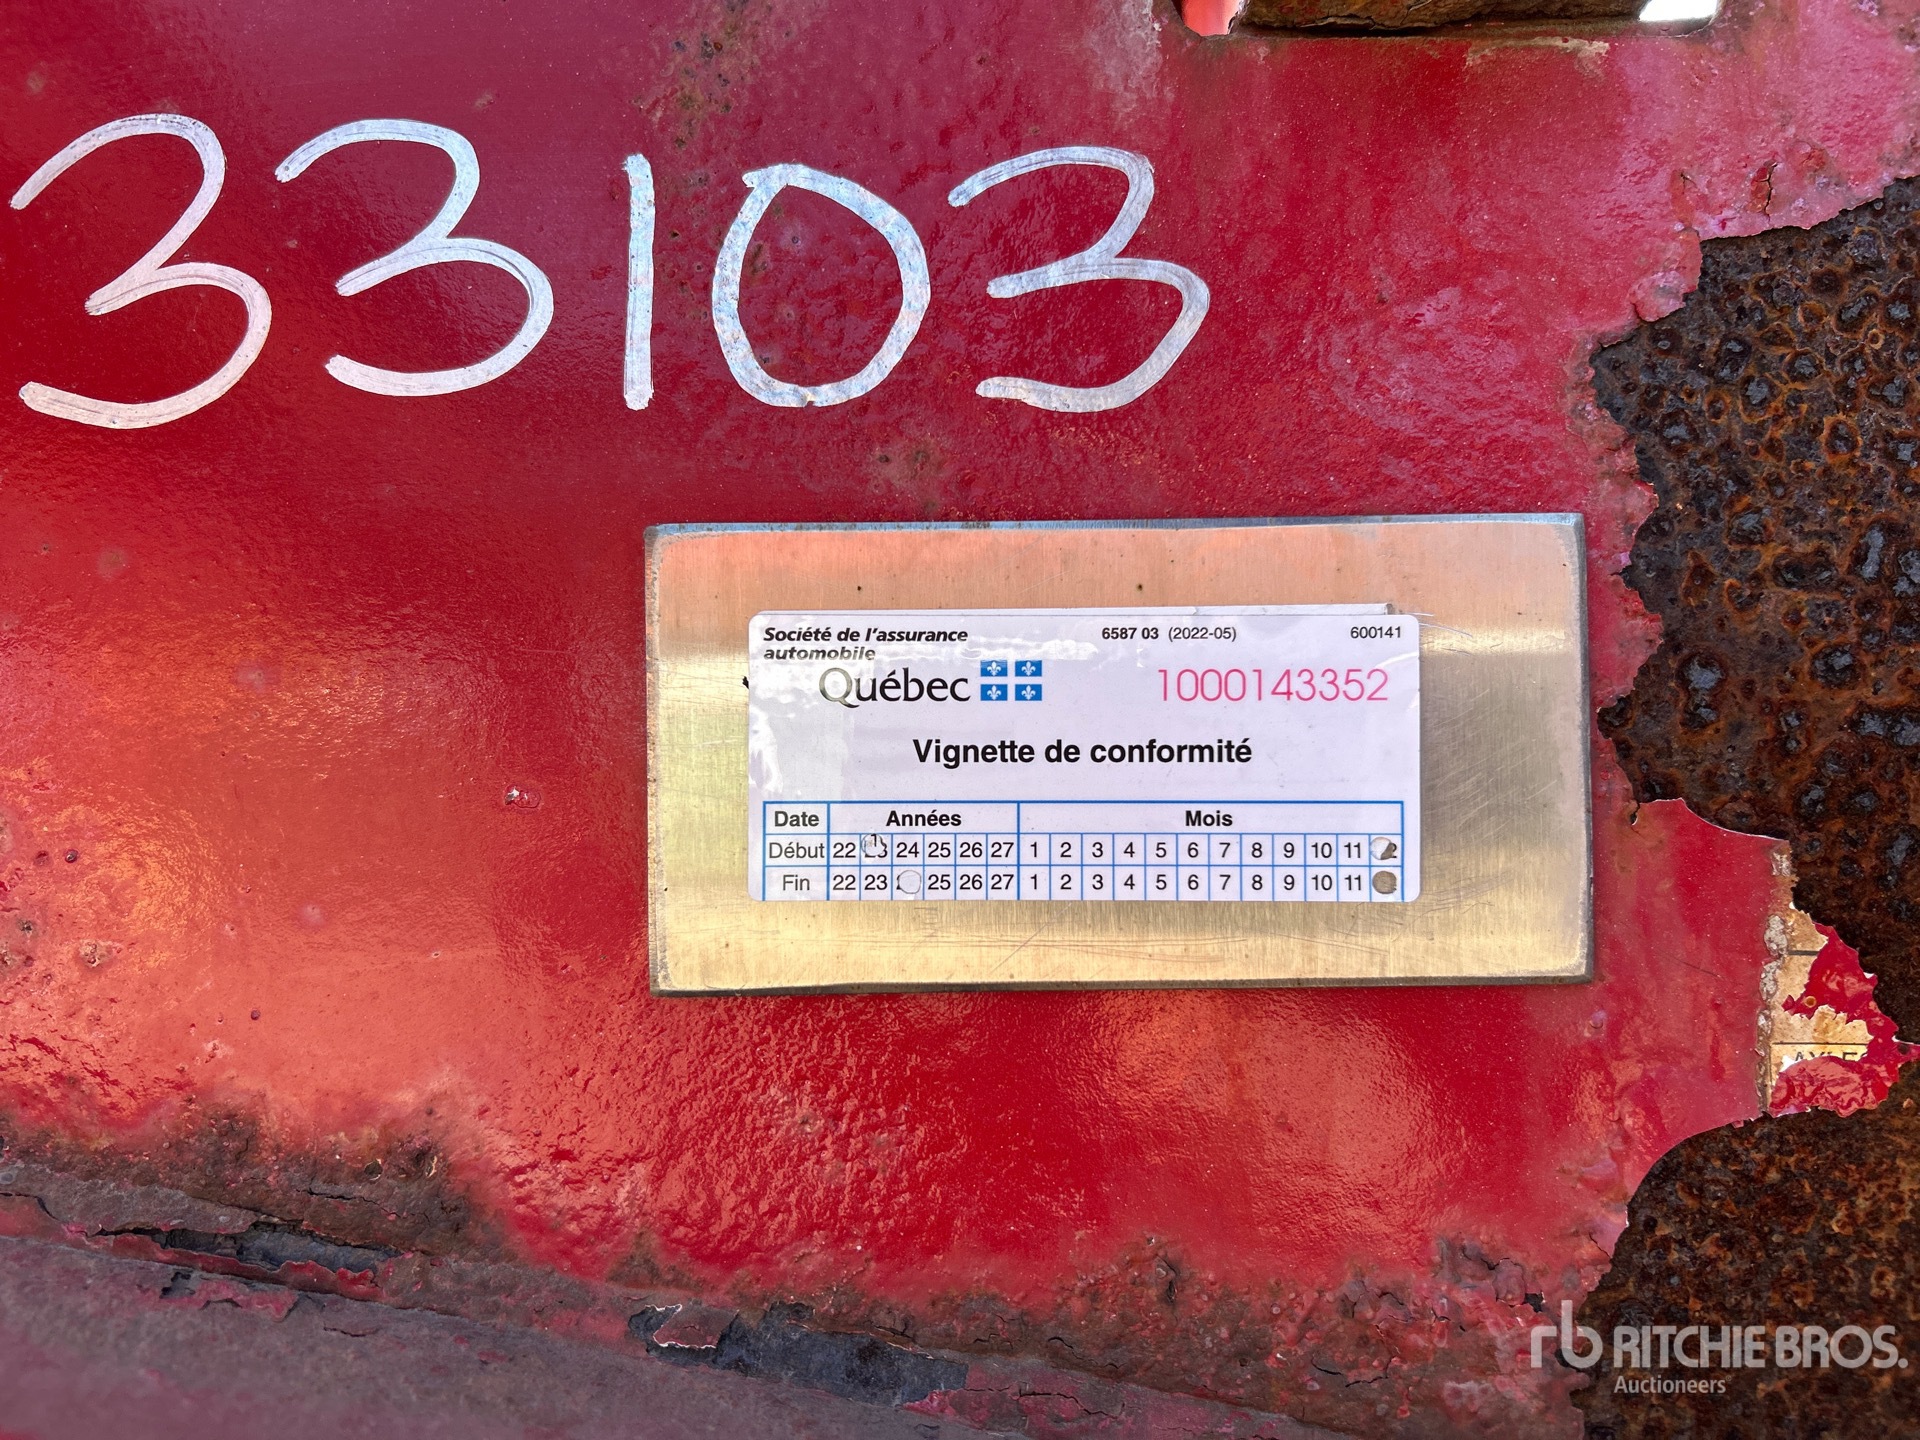 33103
Société de l'assurance
automobile
6587 03 (2022-05)
600141
Québec
1000143352
Vignette de conformité
Date Années Mois
Début 22 24 25 26 27 1 2 3 4 5 6 7 8 9 10 11
Fin 22 23 25 26 27 1 2 3 4 5 6 7 8 9 10 11
rb RITCHIE BROS.
Auctioneers